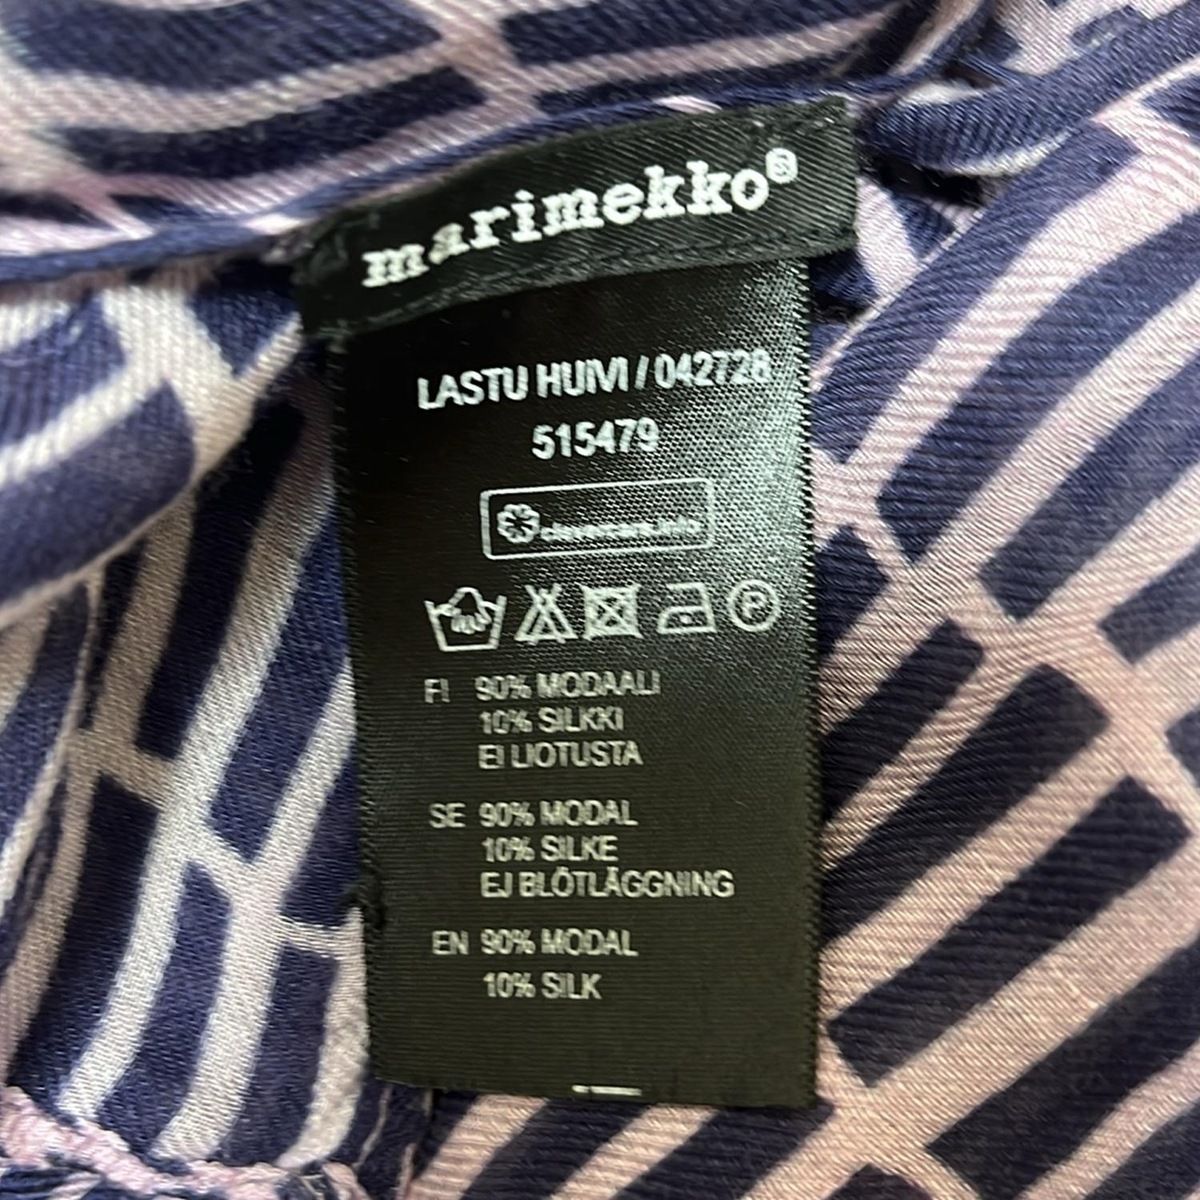 marimekko®
LASTU HUIVI / 042728
515479
clevercare.info
P
FI 90% MODAALI
10% SILKKI
EI LIOTUSTA
SE 90% MODAL
10% SILKE
EJ BLÖTLÄGGNING
EN 90% MODAL
10% SILK